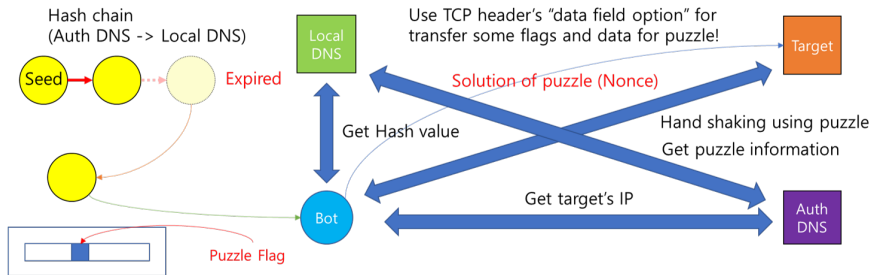 Hash chain
(Auth DNS -> Local DNS)
Seed
Expired
Local
DNS
Use TCP header's "data field option" for
transfer some flags and data for puzzle!
Target
Solution of puzzle (Nonce)
Get Hash value
Hand shaking using puzzle
Get puzzle information
Bot
Get target's IP
Auth
DNS
Puzzle Flag